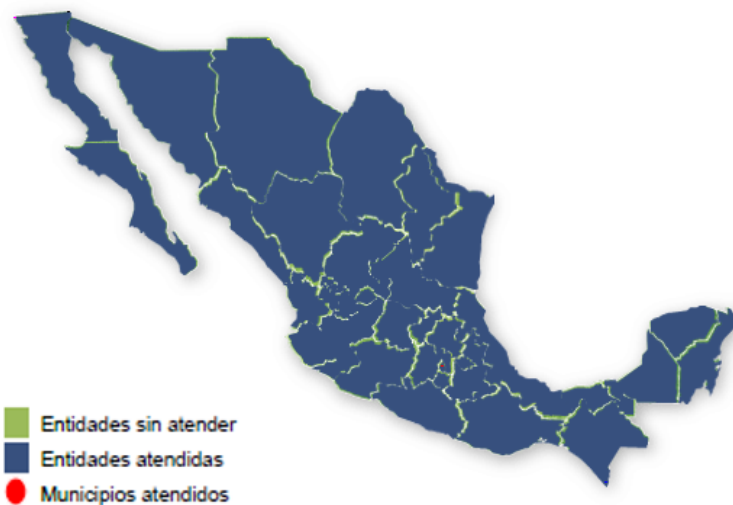 Entidades sin atender
Entidades atendidas
Municipios atendidos